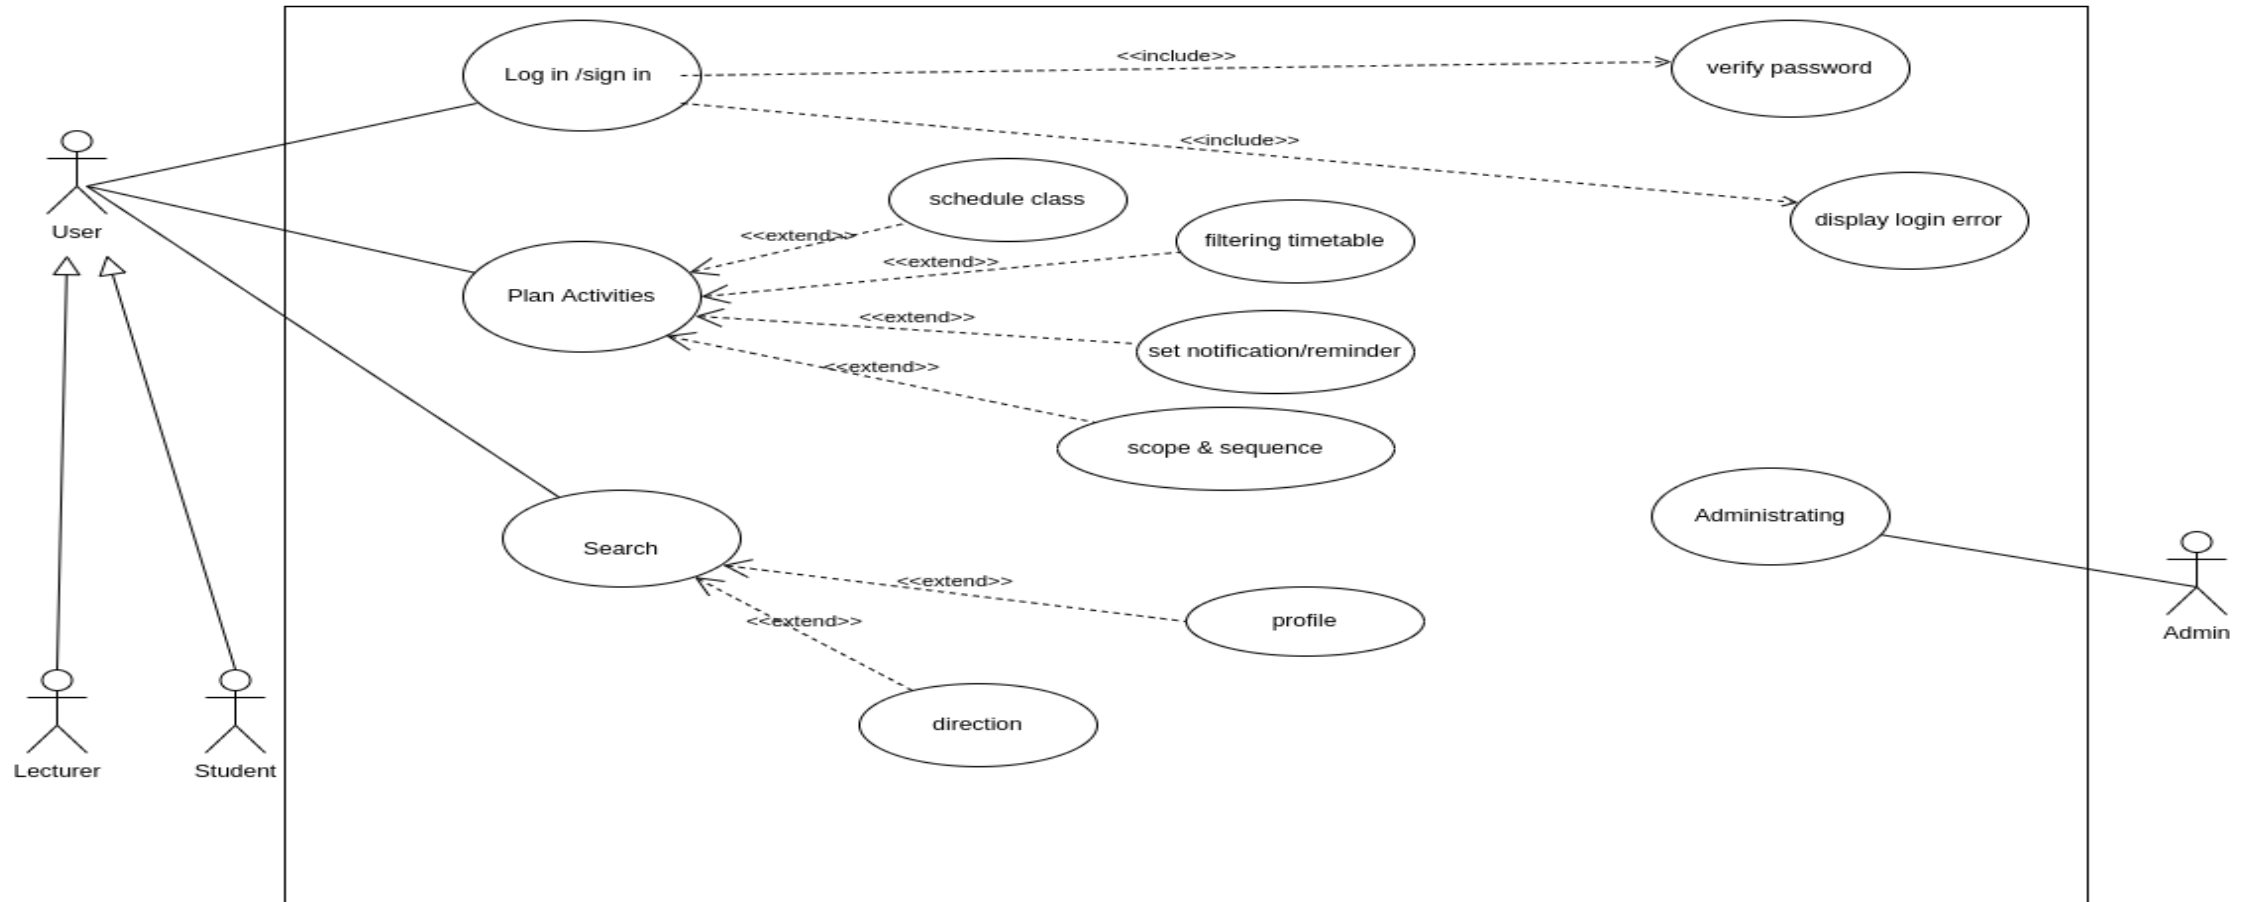 Log in /sign in
<<include>>
verify password
<<include>>
display login error
User
schedule class
<<extend>>
filtering timetable
<<extend>>
Plan Activities
<<extend>>
set notification/reminder
<<extend>>
scope & sequence
Search
Administrating
<<extend>>
profile
<<extend>>
Admin
direction
Lecturer
Student